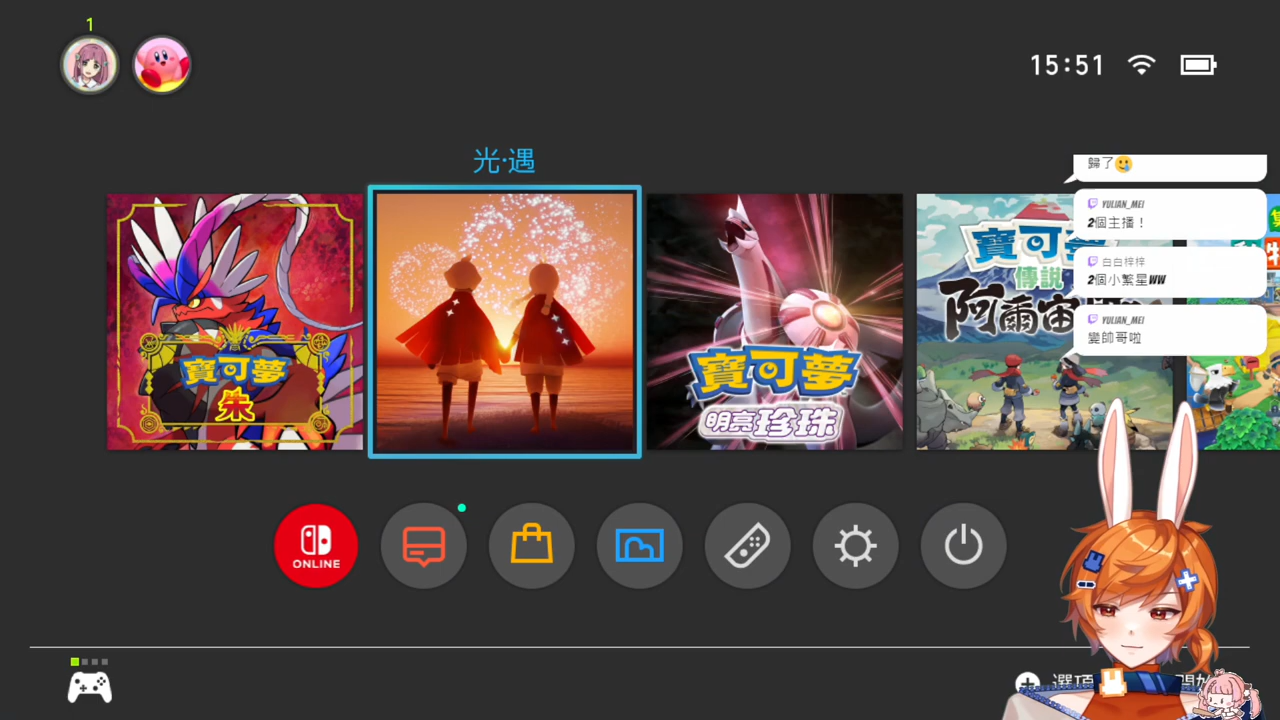 1
15:51
光·遇
歸了🥲
YULIAN_MEI
2個主播！
白白梓梓
2個小繁星WW
YULIAN_MEI
變帥哥啦
寶可夢
朱
寶可夢
明亮珍珠
寶可夢
傳說
阿爾宙
ONLINE
選項
開始